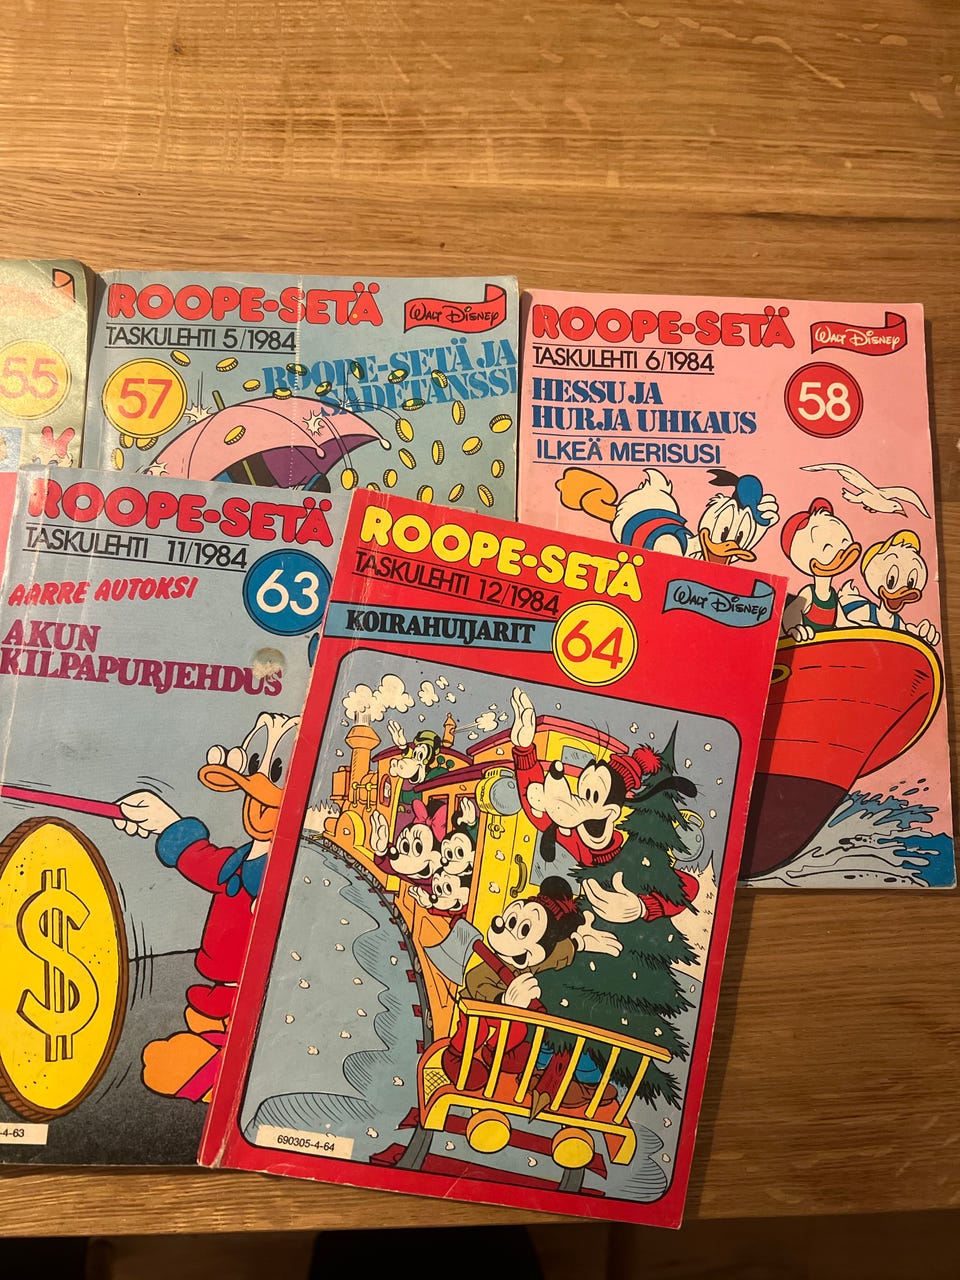 55
ROOPE-SETÄ
WALT DISNEY
TASKULEHTI 5/1984
ROOPE-SETÄ JA
SADETANSSI
57
ROOPE-SETÄ
WALT DISNEY
TASKULEHTI 6/1984
HESSU JA
HURJA UHKAUS
ILKEÄ MERISUSI
58
ROOPE-SETÄ
TASKULEHTI 11/1984
AARRE AUTOKSI
63
AKUN
KILPAPURJEHDUS
$
-4-63
ROOPE-SETÄ
TASKULEHTI 12/1984
WALT DISNEY
KOIRAHUIJARIT
64
690305-4-64